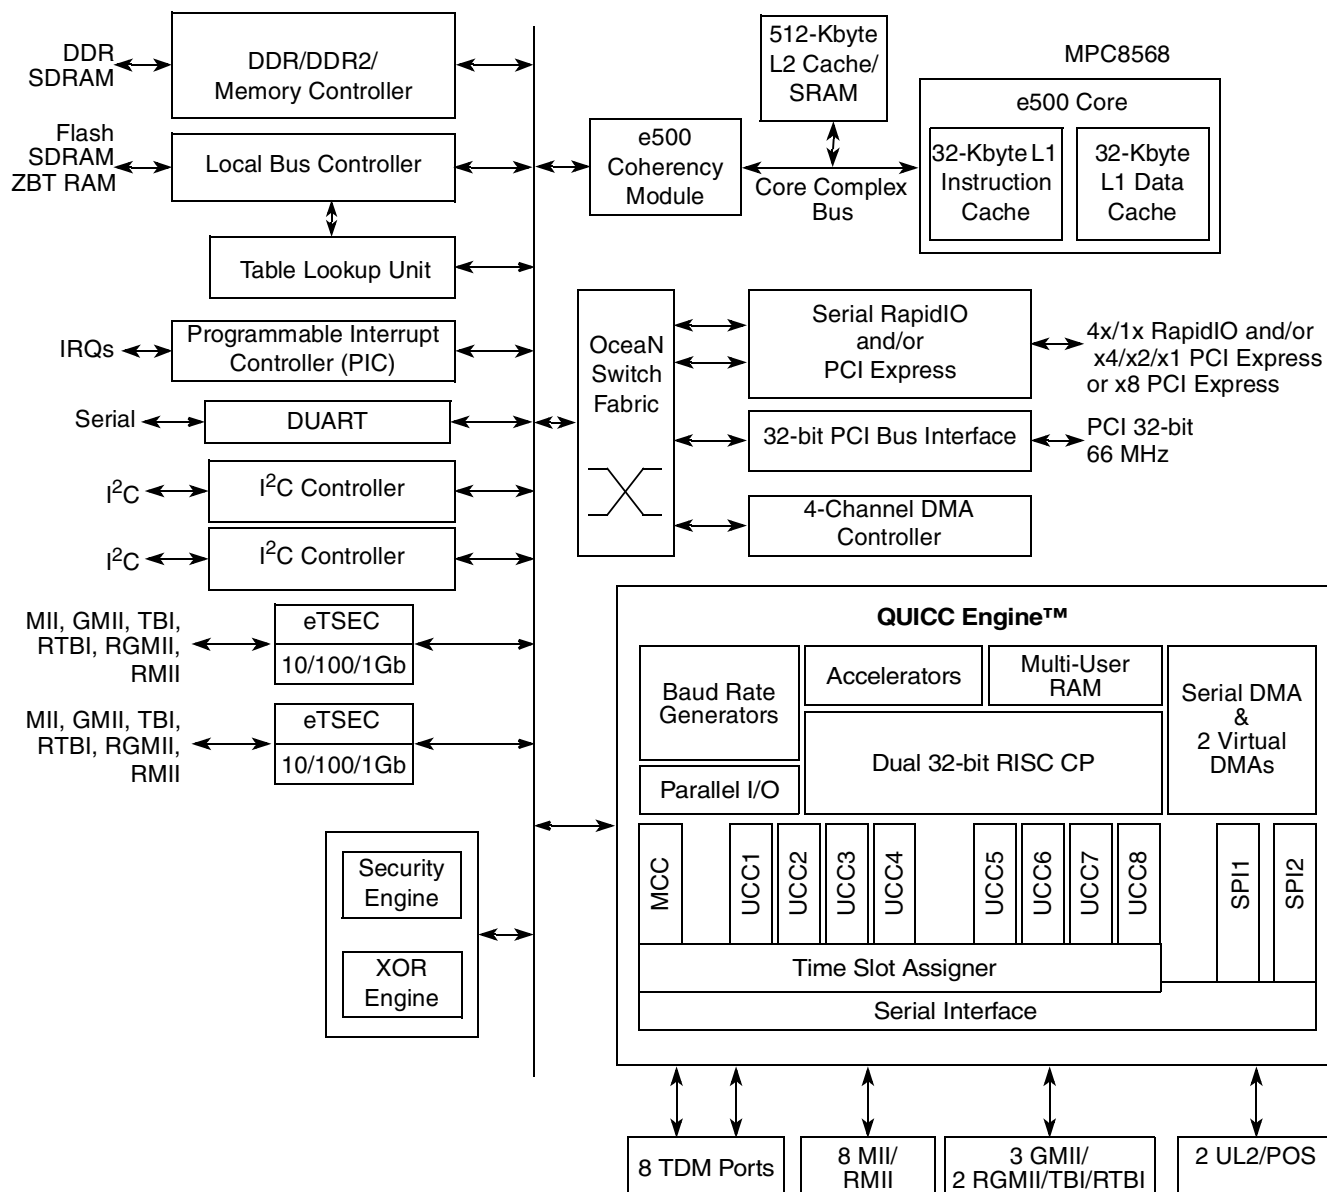 DDR
SDRAM
DDR/DDR2/
Memory Controller
Flash
SDRAM
ZBT RAM
Local Bus Controller
Table Lookup Unit
IRQs
Programmable Interrupt
Controller (PIC)
Serial
DUART
I²C
I²C Controller
I²C
I²C Controller
MII, GMII, TBI,
RTBI, RGMII,
RMII
eTSEC
10/100/1Gb
MII, GMII, TBI,
RTBI, RGMII,
RMII
eTSEC
10/100/1Gb
Security
Engine
XOR
Engine
512-Kbyte
L2 Cache/
SRAM
e500
Coherency
Module
Core Complex
Bus
MPC8568
e500 Core
32-Kbyte L1
Instruction
Cache
32-Kbyte
L1 Data
Cache
OceaN
Switch
Fabric
Serial RapidIO
and/or
PCI Express
4x/1x RapidIO and/or
x4/x2/x1 PCI Express
or x8 PCI Express
32-bit PCI Bus Interface
PCI 32-bit
66 MHz
4-Channel DMA
Controller
QUICC Engine™
Baud Rate
Generators
Accelerators
Multi-User
RAM
Serial DMA
&
2 Virtual
DMAs
Parallel I/O
Dual 32-bit RISC CP
MCC
UCC1
UCC2
UCC3
UCC4
UCC5
UCC6
UCC7
UCC8
SPI1
SPI2
Time Slot Assigner
Serial Interface
8 TDM Ports
8 MII/
RMII
3 GMII/
2 RGMII/TBI/RTBI
2 UL2/POS